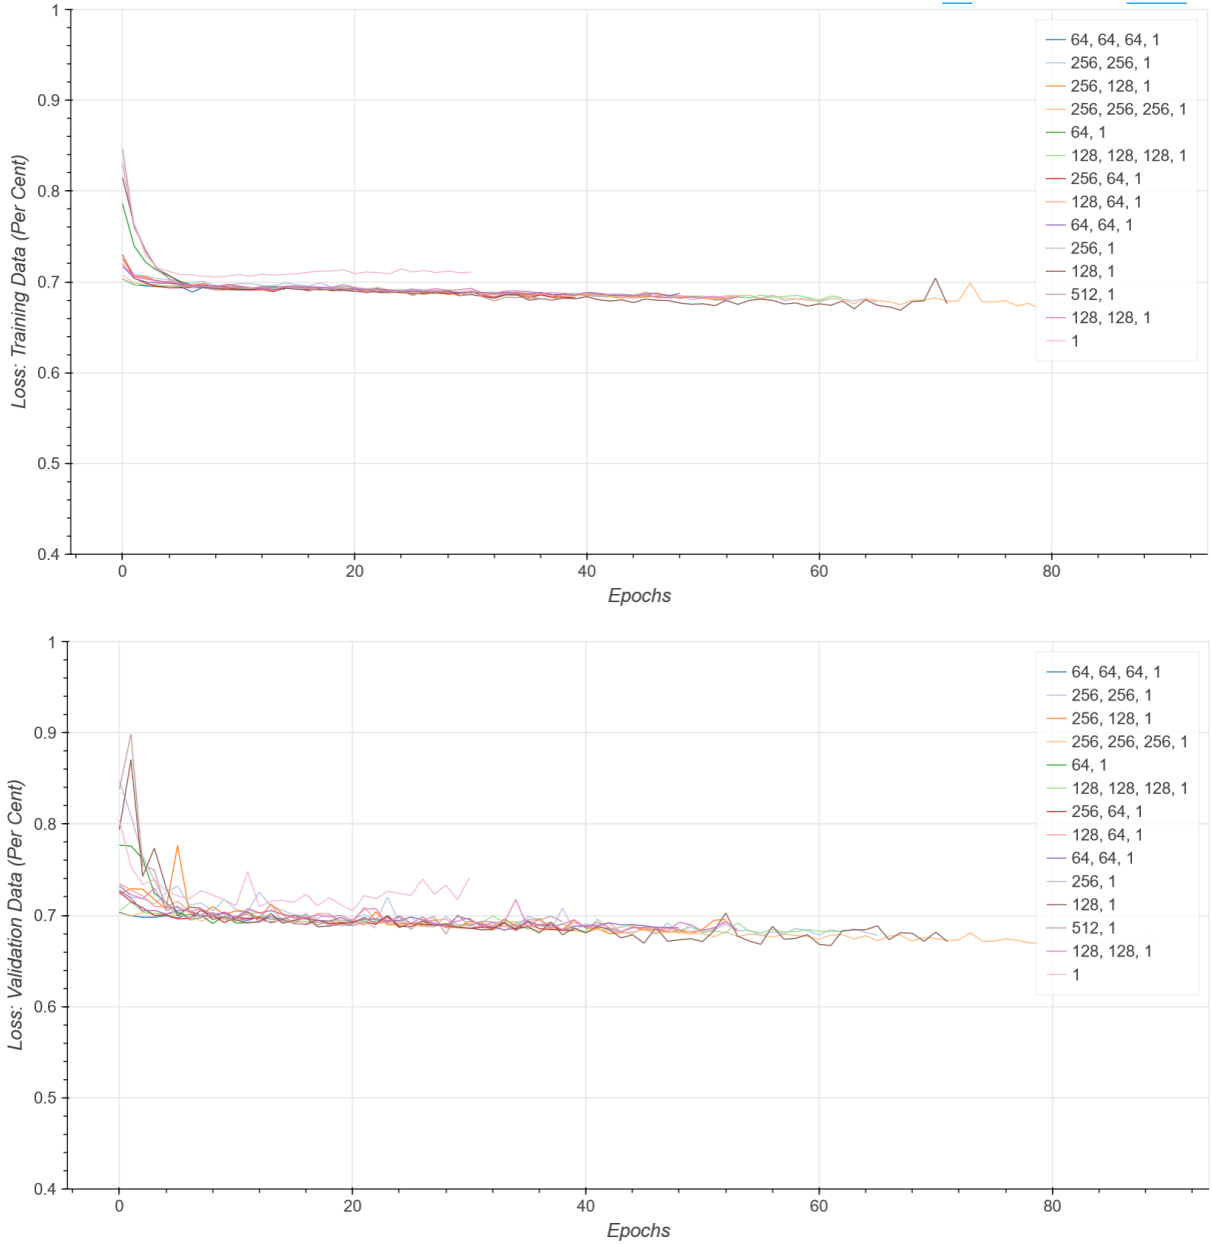 1
0.9
0.8
0.7
0.6
0.5
0.4
Loss: Training Data (Per Cent)
0 20 40 60 80
Epochs
64, 64, 64, 1
256, 256, 1
256, 128, 1
256, 256, 256, 1
64, 1
128, 128, 128, 1
256, 64, 1
128, 64, 1
64, 64, 1
256, 1
128, 1
512, 1
128, 128, 1
1
1
0.9
0.8
0.7
0.6
0.5
0.4
Loss: Validation Data (Per Cent)
0 20 40 60 80
Epochs
64, 64, 64, 1
256, 256, 1
256, 128, 1
256, 256, 256, 1
64, 1
128, 128, 128, 1
256, 64, 1
128, 64, 1
64, 64, 1
256, 1
128, 1
512, 1
128, 128, 1
1